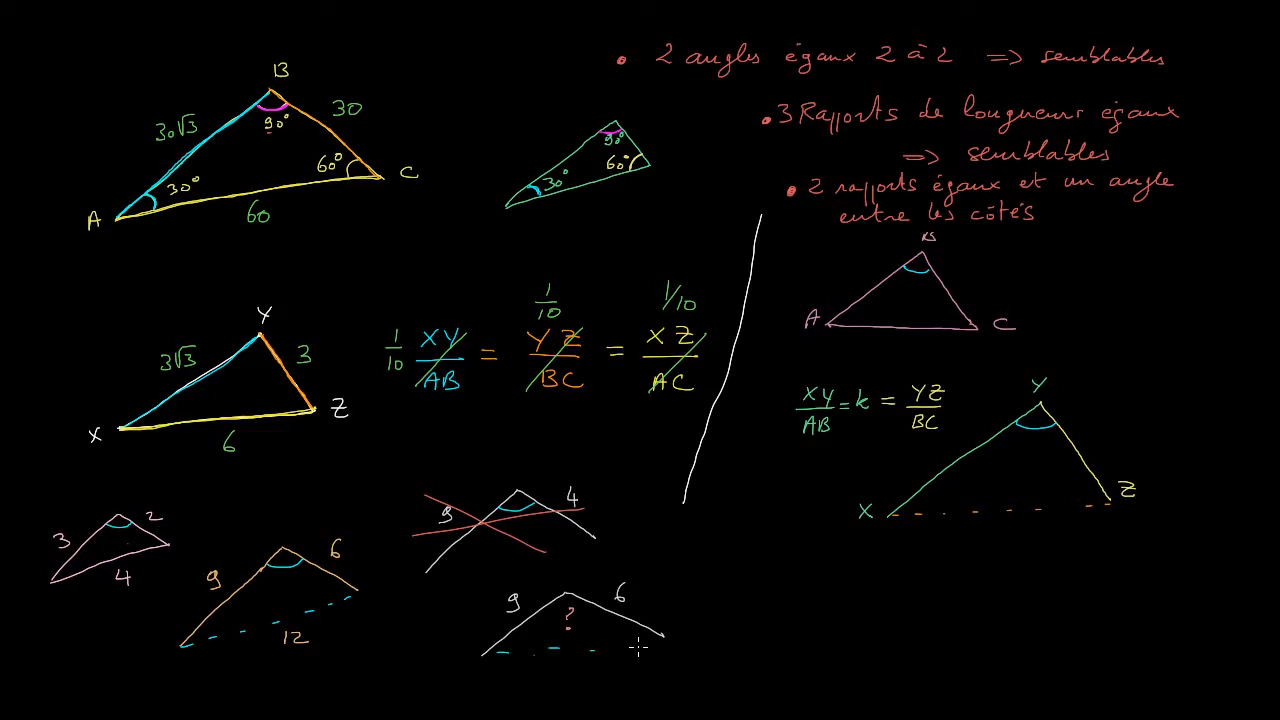 • 2 angles égaux 2 à 2 => semblables
• 3 Rapports de longueurs égaux
=> semblables
• 2 rapports égaux et un angle
entre les côtés
B
30√3
30
90°
60°
30°
A
C
60
90°
60°
30°
Y
3√3
3
X
Z
6
1/10 XY/AB = 1/10 YZ/BC = 1/10 XZ/AC
A
C
XY/AB = k = YZ/BC
Y
X
Z
3
2
4
9
6
12
9
4
9
6
?